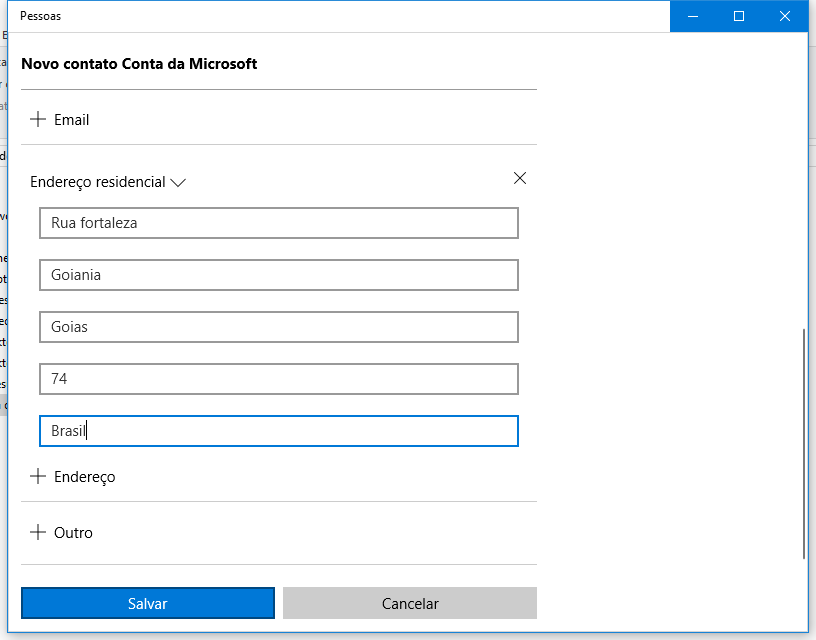 Pessoas
Novo contato Conta da Microsoft
Email
Endereço residencial
Rua fortaleza
Goiania
Goias
74
Brasil
Endereço
Outro
Salvar
Cancelar